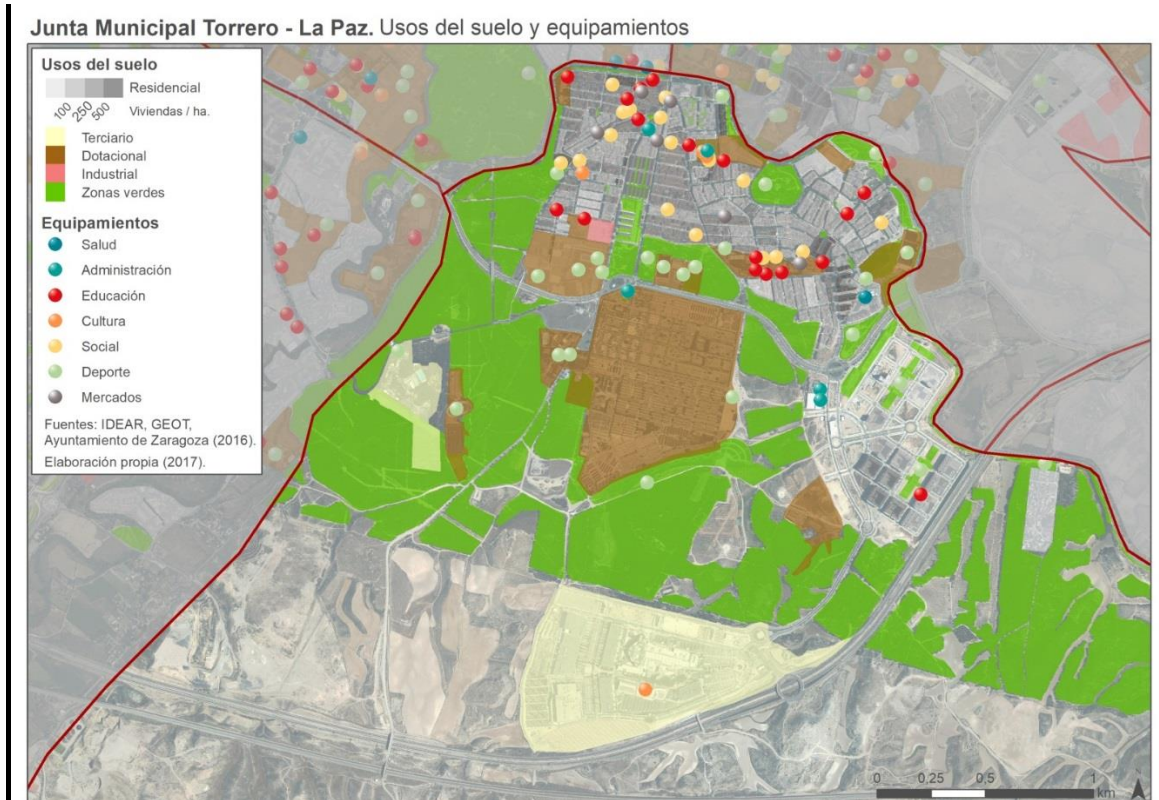 Junta Municipal Torrero - La Paz. Usos del suelo y equipamientos
Usos del suelo
Residencial
100 250 500 Viviendas / ha.
Terciario
Dotacional
Industrial
Zonas verdes
Equipamientos
Salud
Administración
Educación
Cultura
Social
Deporte
Mercados
Fuentes: IDEAR, GEOT,
Ayuntamiento de Zaragoza (2016).
Elaboración propia (2017).
0 0,25 0,5 1
km
N